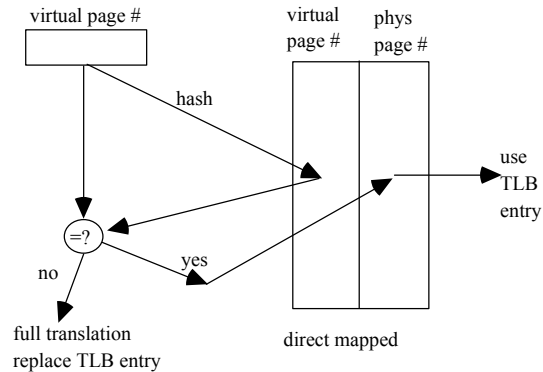 virtual page #
virtual
page #
phys
page #
hash
use
TLB
entry
=?
yes
no
full translation
replace TLB entry
direct mapped